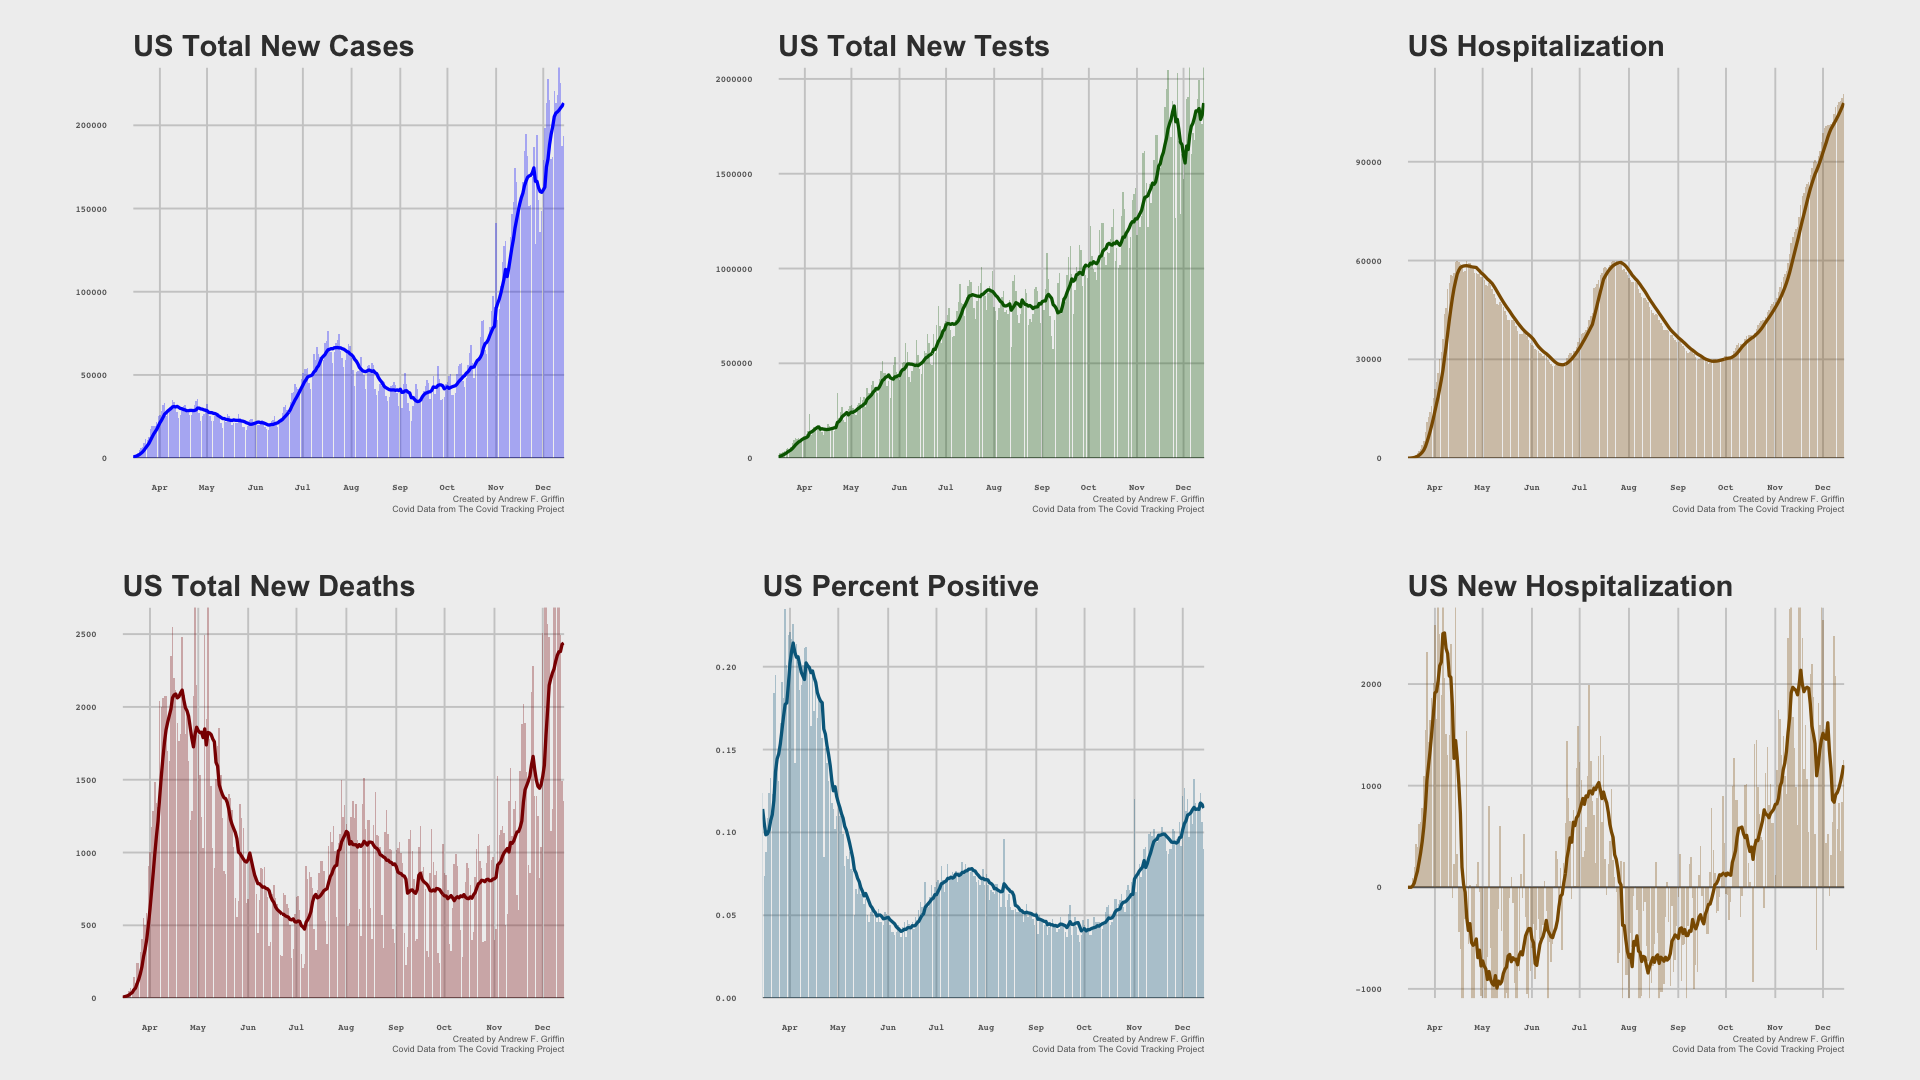 US Total New Cases
200000
150000
100000
50000
0
Apr May Jun Jul Aug Sep Oct Nov Dec
Created by Andrew F. Griffin
Covid Data from The Covid Tracking Project
US Total New Tests
2000000
1500000
1000000
500000
0
Apr May Jun Jul Aug Sep Oct Nov Dec
Created by Andrew F. Griffin
Covid Data from The Covid Tracking Project
US Hospitalization
90000
60000
30000
0
Apr May Jun Jul Aug Sep Oct Nov Dec
Created by Andrew F. Griffin
Covid Data from The Covid Tracking Project
US Total New Deaths
2500
2000
1500
1000
500
0
Apr May Jun Jul Aug Sep Oct Nov Dec
Created by Andrew F. Griffin
Covid Data from The Covid Tracking Project
US Percent Positive
0.20
0.15
0.10
0.05
0.00
Apr May Jun Jul Aug Sep Oct Nov Dec
Created by Andrew F. Griffin
Covid Data from The Covid Tracking Project
US New Hospitalization
2000
1000
0
-1000
Apr May Jun Jul Aug Sep Oct Nov Dec
Created by Andrew F. Griffin
Covid Data from The Covid Tracking Project